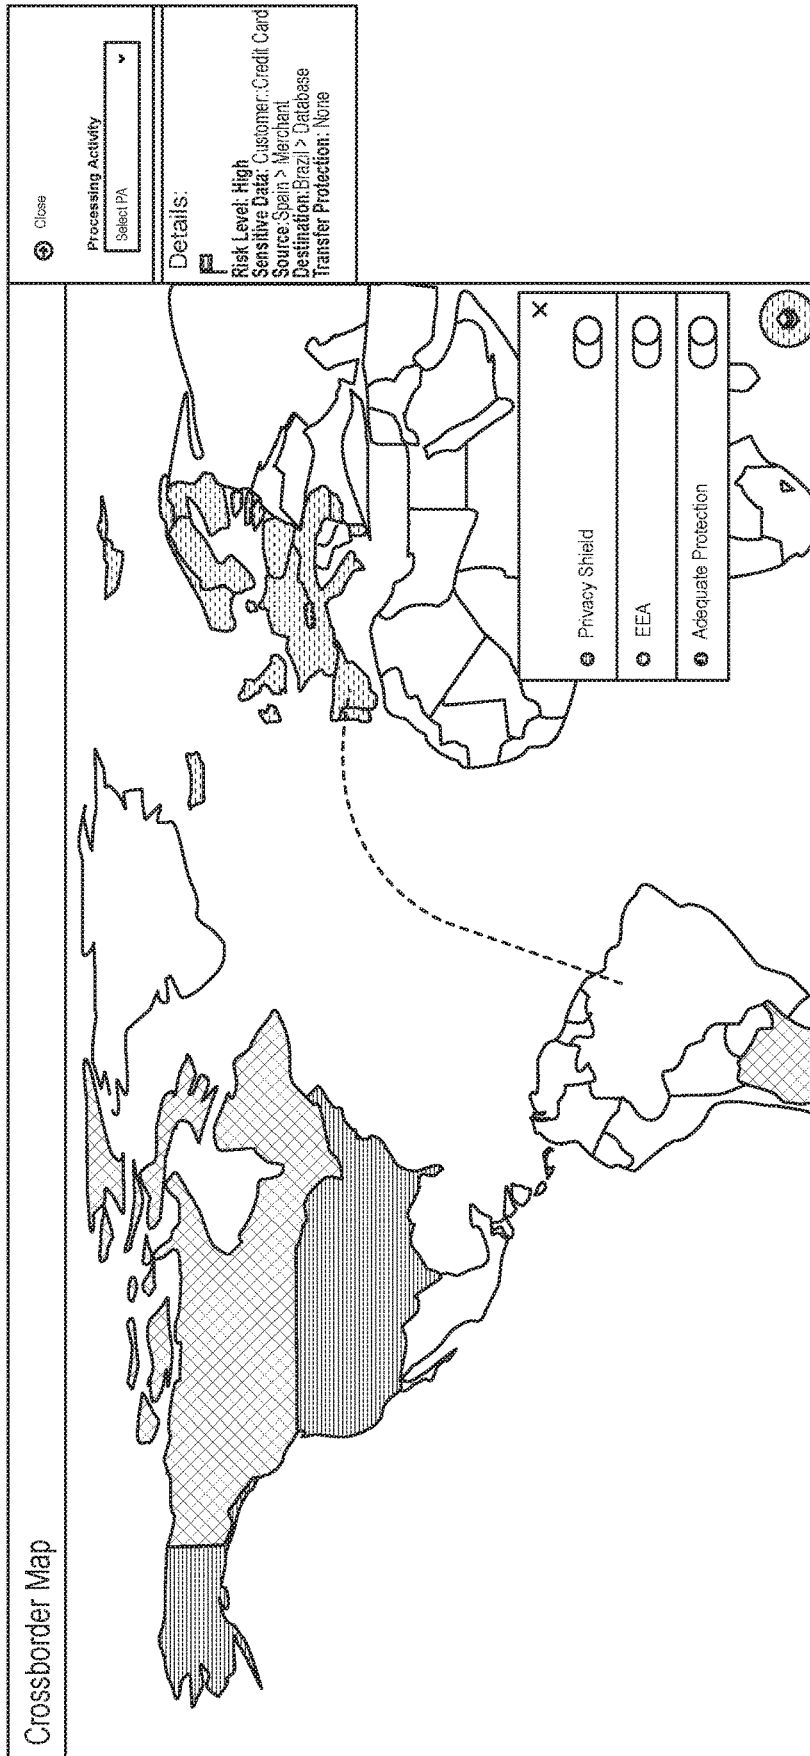 Crossborder Map
Close
Processing Activity
Select PA
Details:
Risk Level: High
Sensitive Data: Customer::Credit Card
Source:Spain > Merchant
Destination:Brazil > Database
Transfer Protection: None
Privacy Shield
EEA
Adequate Protection